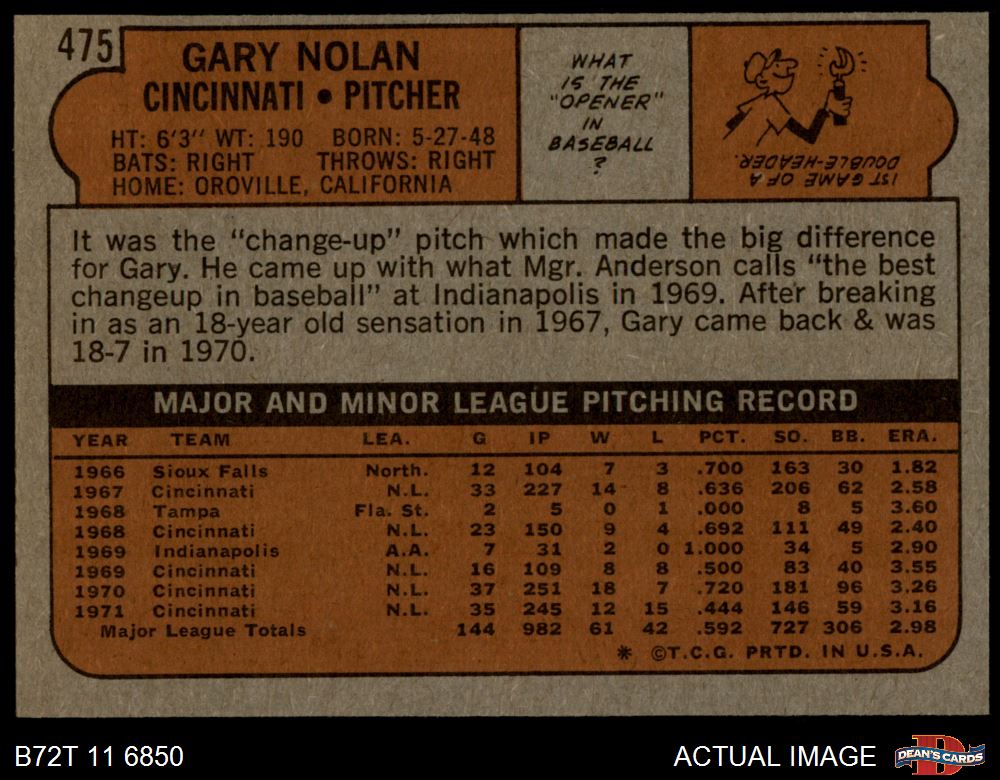 475
GARY NOLAN
CINCINNATI • PITCHER
HT: 6'3" WT: 190 BORN: 5-27-48
BATS: RIGHT THROWS: RIGHT
HOME: OROVILLE, CALIFORNIA
WHAT
IS THE
"OPENER"
IN
BASEBALL
?
1ST GAME OF A
DOUBLE-HEADER.
It was the "change-up" pitch which made the big difference
for Gary. He came up with what Mgr. Anderson calls "the best
changeup in baseball" at Indianapolis in 1969. After breaking
in as an 18-year old sensation in 1967, Gary came back & was
18-7 in 1970.
MAJOR AND MINOR LEAGUE PITCHING RECORD
YEAR TEAM LEA. G IP W L PCT. SO. BB. ERA.
1966 Sioux Falls North. 12 104 7 3 .700 163 30 1.82
1967 Cincinnati N.L. 33 227 14 8 .636 206 62 2.58
1968 Tampa Fla. St. 2 5 0 1 .000 8 5 3.60
1968 Cincinnati N.L. 23 150 9 4 .692 111 49 2.40
1969 Indianapolis A.A. 7 31 2 0 1.000 34 5 2.90
1969 Cincinnati N.L. 16 109 8 8 .500 83 40 3.55
1970 Cincinnati N.L. 37 251 18 7 .720 181 96 3.26
1971 Cincinnati N.L. 35 245 12 15 .444 146 59 3.16
Major League Totals 144 982 61 42 .592 727 306 2.98
* ©T.C.G. PRTD. IN U.S.A.
B72T 11 6850
ACTUAL IMAGE
D
DEAN'S CARDS